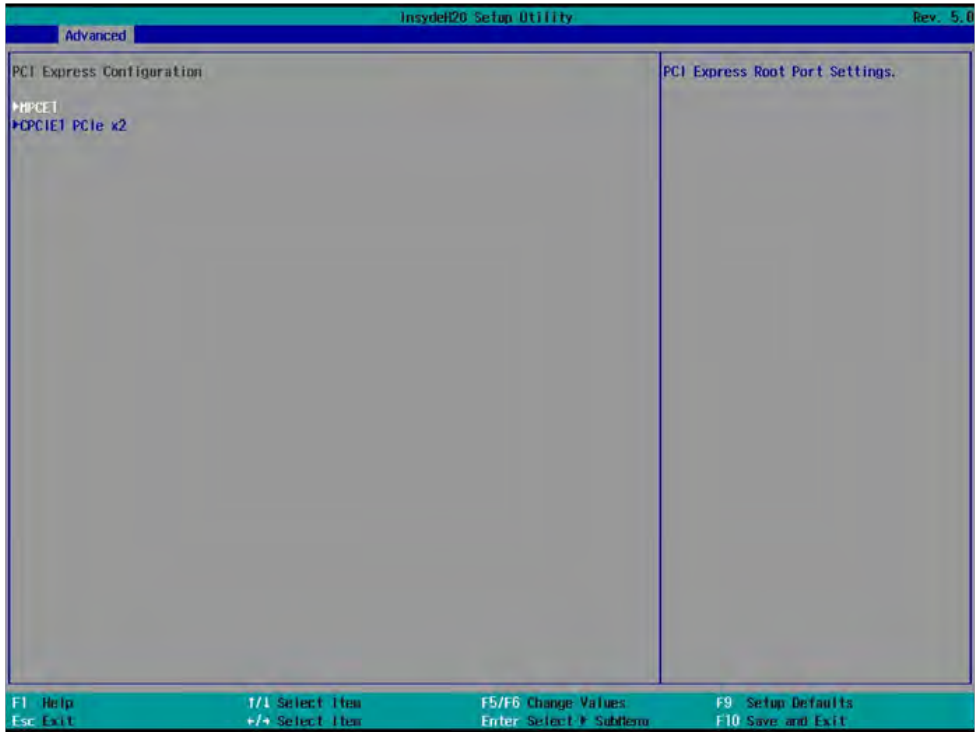 InsydeH20 Setup Utility Rev. 5.0
Advanced
PCI Express Configuration
PCI Express Root Port Settings.
▶MPCE1
▶CPCIE1 PCIe x2
F1 Help ↑/↓ Select Item F5/F6 Change Values F9 Setup Defaults
Esc Exit ←/→ Select Item Enter Select ▶ SubMenu F10 Save and Exit